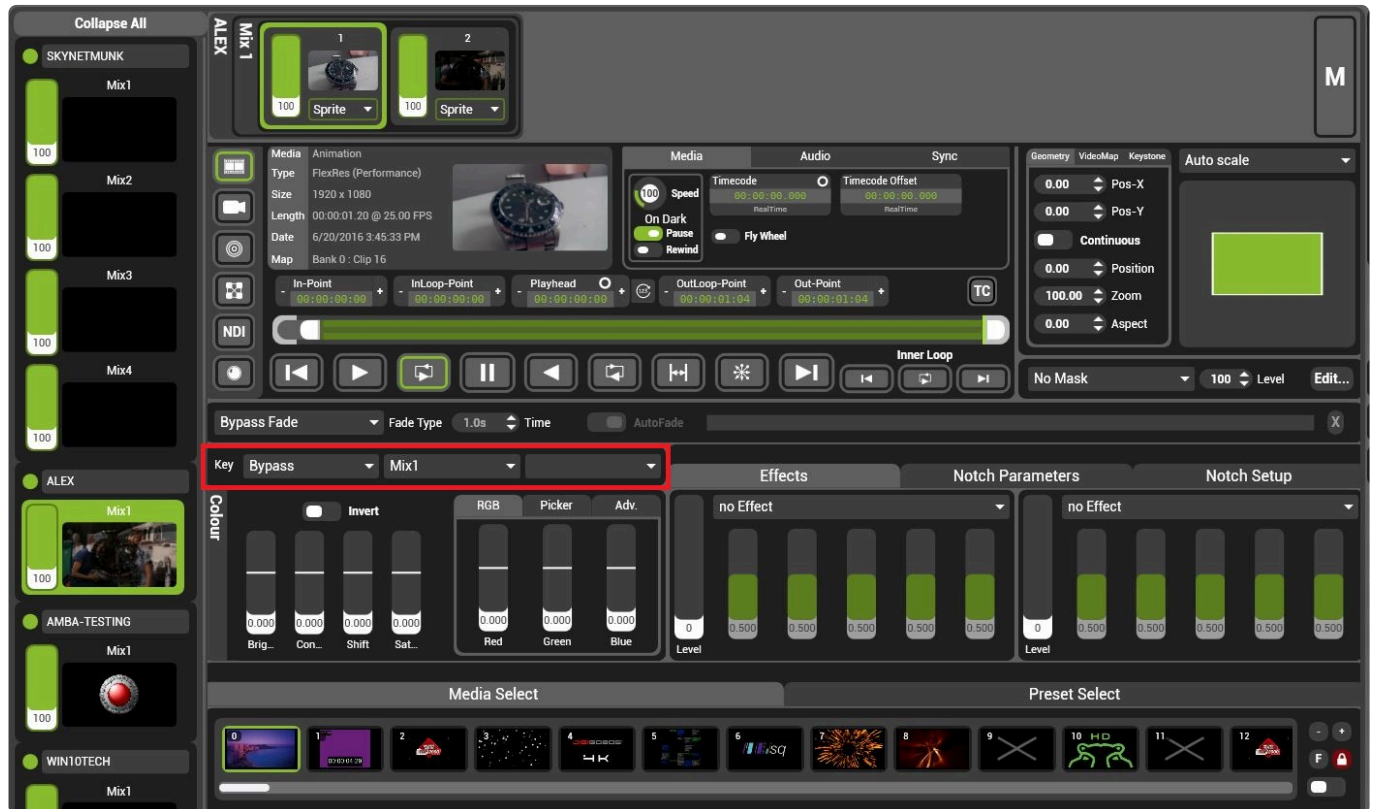 Collapse All
SKYNETMUNK
Mix1
100
Mix2
100
Mix3
100
Mix4
100
ALEX
Mix1
100
AMBA-TESTING
Mix1
100
WIN10TECH
Mix1
ALEX
Mix 1
1
100
Sprite
2
100
Sprite
M
Media Animation
Type FlexRes (Performance)
Size 1920 x 1080
Length 00:00:01.20 @ 25.00 FPS
Date 6/20/2016 3:45:33 PM
Map Bank 0 : Clip 16
NDI
Media Audio Sync
100 Speed
On Dark
Pause
Rewind
Timecode
00:00:00.000
RealTime
Timecode Offset
00:00:00.000
RealTime
Fly Wheel
- In-Point +
00:00:00:00
- InLoop-Point +
00:00:00:00
- Playhead +
00:00:00:00
- OutLoop-Point +
00:00:01:04
- Out-Point +
00:00:01:04
TC
Inner Loop
Geometry VideoMap Keystone
0.00 Pos-X
0.00 Pos-Y
Continuous
0.00 Position
100.00 Zoom
0.00 Aspect
Auto scale
No Mask 100 Level Edit...
Bypass Fade Fade Type 1.0s Time AutoFade X
Key Bypass Mix1
Colour
Invert
0.000 0.000 0.000 0.000
Brig... Con... Shift Sat...
RGB Picker Adv.
0.000 0.000 0.000
Red Green Blue
Effects Notch Parameters Notch Setup
no Effect
0 0.500 0.500 0.500 0.500 0.500
Level
no Effect
0 0.500 0.500 0.500 0.500 0.500
Level
Media Select Preset Select
0 1 2 3 4 5 6 7 8 9 10 HD 11 12
4K
- +
F